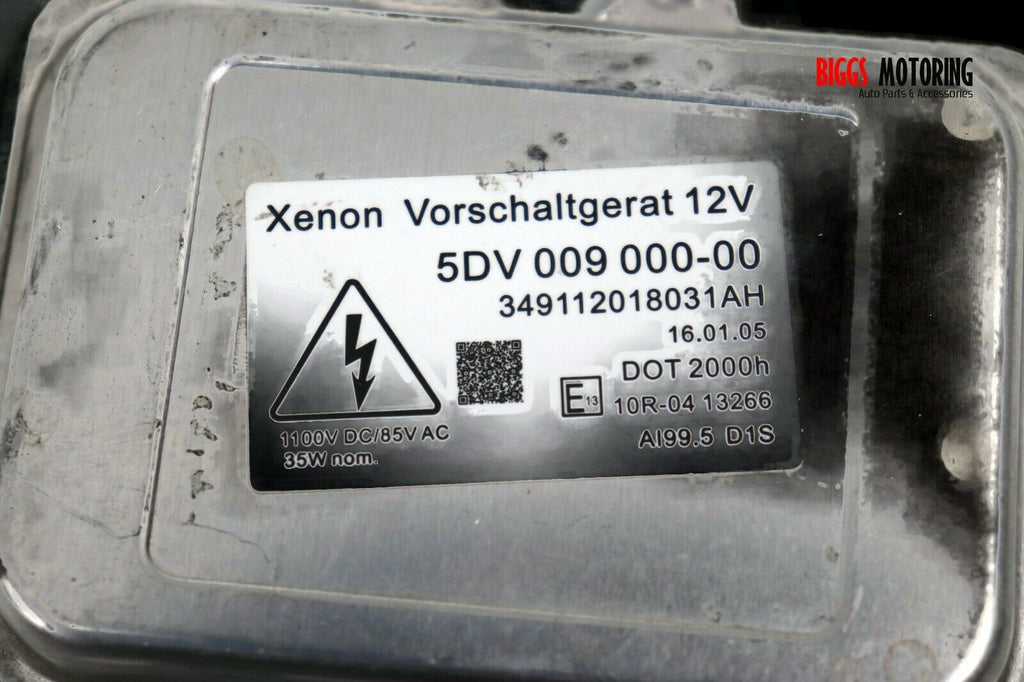 BIGGS MOTORING
Auto Parts & Accessories
Xenon Vorschaltgerat 12V
5DV 009 000-00
349112018031AH
16.01.05
DOT 2000h
E13
10R-04 13266
AI99.5 D1S
1100V DC/85V AC
35W nom.